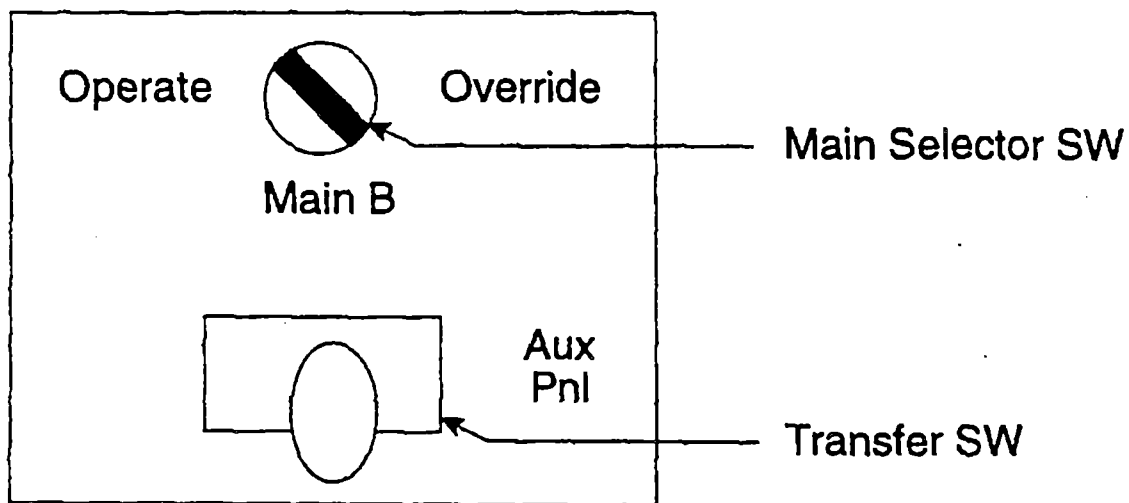 Operate
Override
Main Selector SW
Main B
Aux
Pnl
Transfer SW